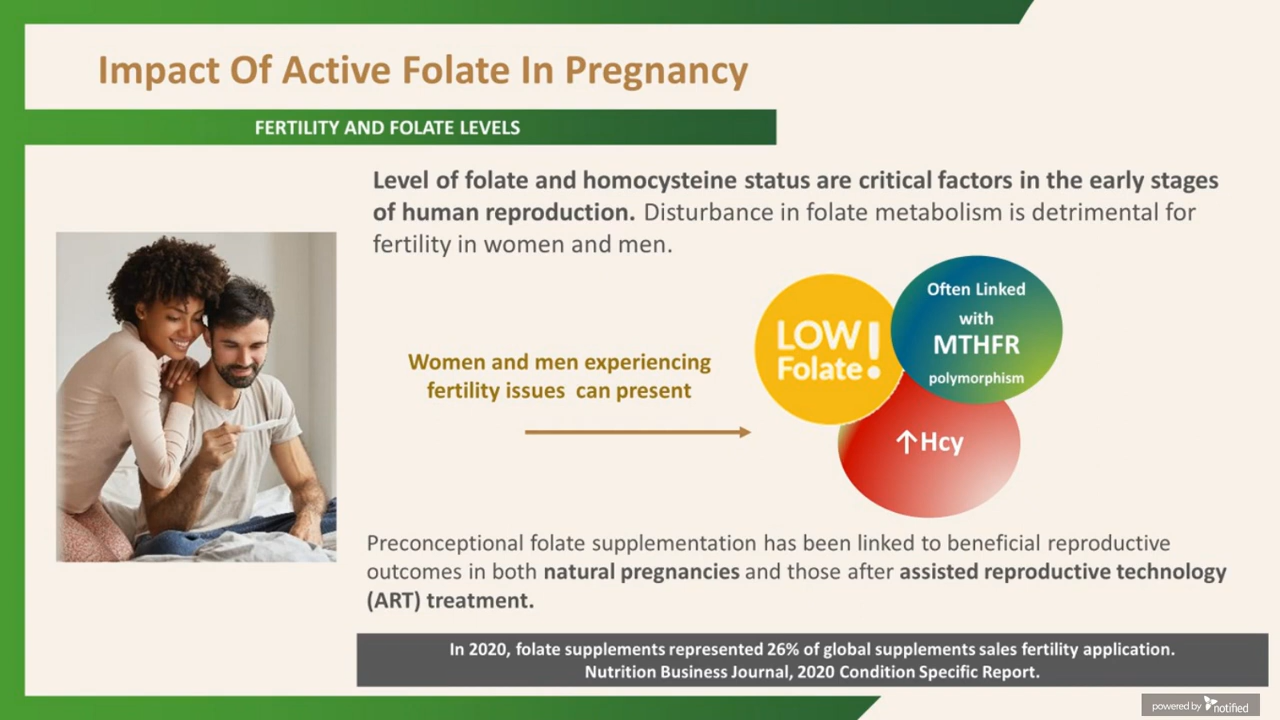 Impact Of Active Folate In Pregnancy
FERTILITY AND FOLATE LEVELS
Level of folate and homocysteine status are critical factors in the early stages
of human reproduction. Disturbance in folate metabolism is detrimental for
fertility in women and men.
Women and men experiencing
fertility issues can present
LOW!
Folate
Often Linked
with
MTHFR
polymorphism
↑Hcy
Preconceptional folate supplementation has been linked to beneficial reproductive
outcomes in both natural pregnancies and those after assisted reproductive technology
(ART) treatment.
In 2020, folate supplements represented 26% of global supplements sales fertility application.
Nutrition Business Journal, 2020 Condition Specific Report.
powered by notified